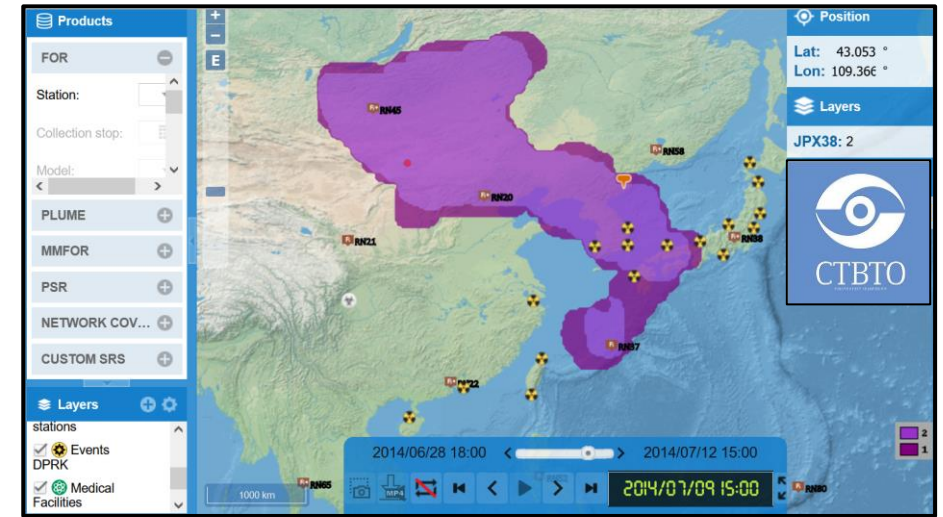 Products
FOR
Station:
Collection stop:
Model:
PLUME
MMFOR
PSR
NETWORK COV...
CUSTOM SRS
Layers
stations
Events
DPRK
Medical
Facilities
+
−
E
RN45
RN58
RN20
RN21
RN38
RN37
RN65
RN80
1000 km
2014/06/28 18:00
2014/07/12 15:00
MP4
2014/07/09 15:00
Position
Lat: 43.053 °
Lon: 109.366 °
Layers
JPX38: 2
CTBTO
2
1